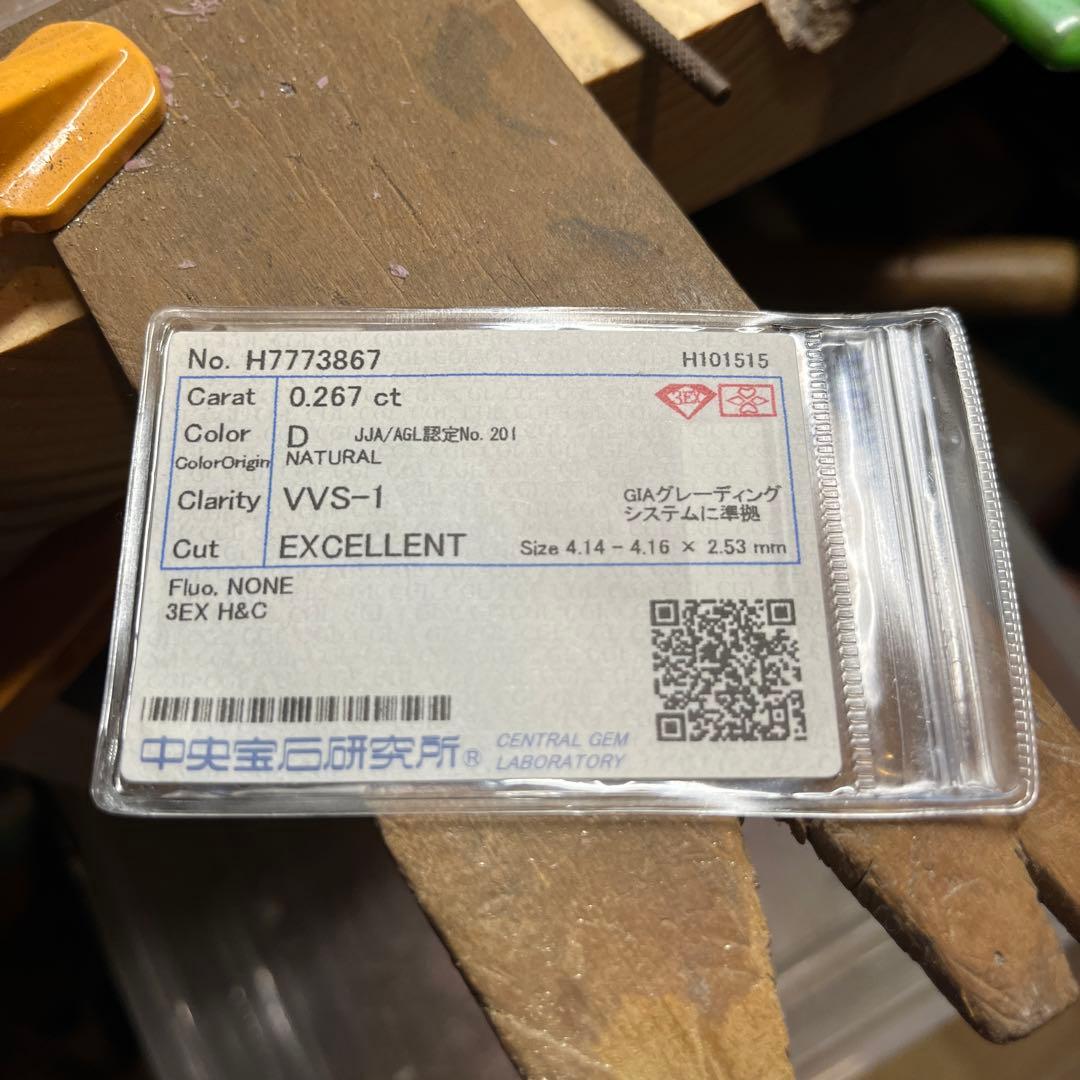 No. H7773867
H101515
Carat 0.267 ct
3EX
Color D JJA/AGL認定No. 201
ColorOrigin NATURAL
Clarity VVS-1
GIAグレーディング
システムに準拠
Cut EXCELLENT Size 4.14 - 4.16 × 2.53 mm
Fluo. NONE
3EX H&C
中央宝石研究所® CENTRAL GEM
LABORATORY